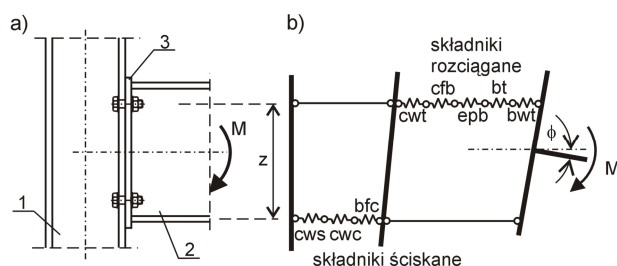 a)
3
M
z
1
2
b)
składniki
rozciągane
cfb
bt
cwt
epb
bwt
ϕ
M
bfc
cws
cwc
składniki ściskane